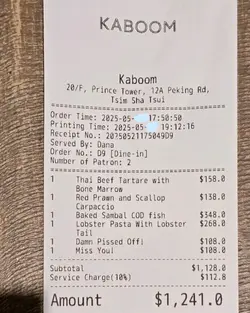 KABOOM
Kaboom
20/F, Prince Tower, 12A Peking Rd,
Tsim Sha Tsui
Order Time: 2025-05- 17:50:50
Printing Time: 2025-05- 19:12:16
Receipt No.: 20250521175049D9
Served By: Dana
Order No.: D9 [Dine-in]
Number of Patron: 2
1 Thai Beef Tartare with $158.0
Bone Marrow
1 Red Prawn and Scallop $138.0
Carpaccio
1 Baked Sambal COD fish $348.0
1 Lobster Pasta With Lobster $268.0
Tail
1 Damn Pissed Off! $108.0
1 Miss You! $108.0
Subtotal $1,128.0
Service Charge(10%) $112.8
Amount $1,241.0